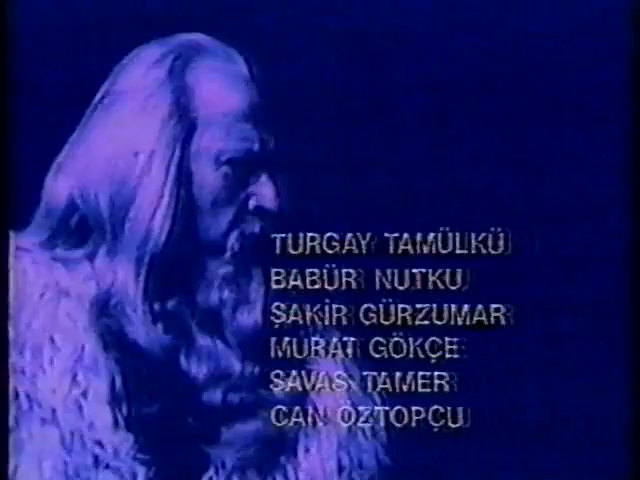 TURGAY TAMÜLKÜ
BABÜR NUTKU
ŞAKİR GÜRZUMAR
MURAT GÖKÇE
SAVAŞ TAMER
CAN ÖZTOPÇU